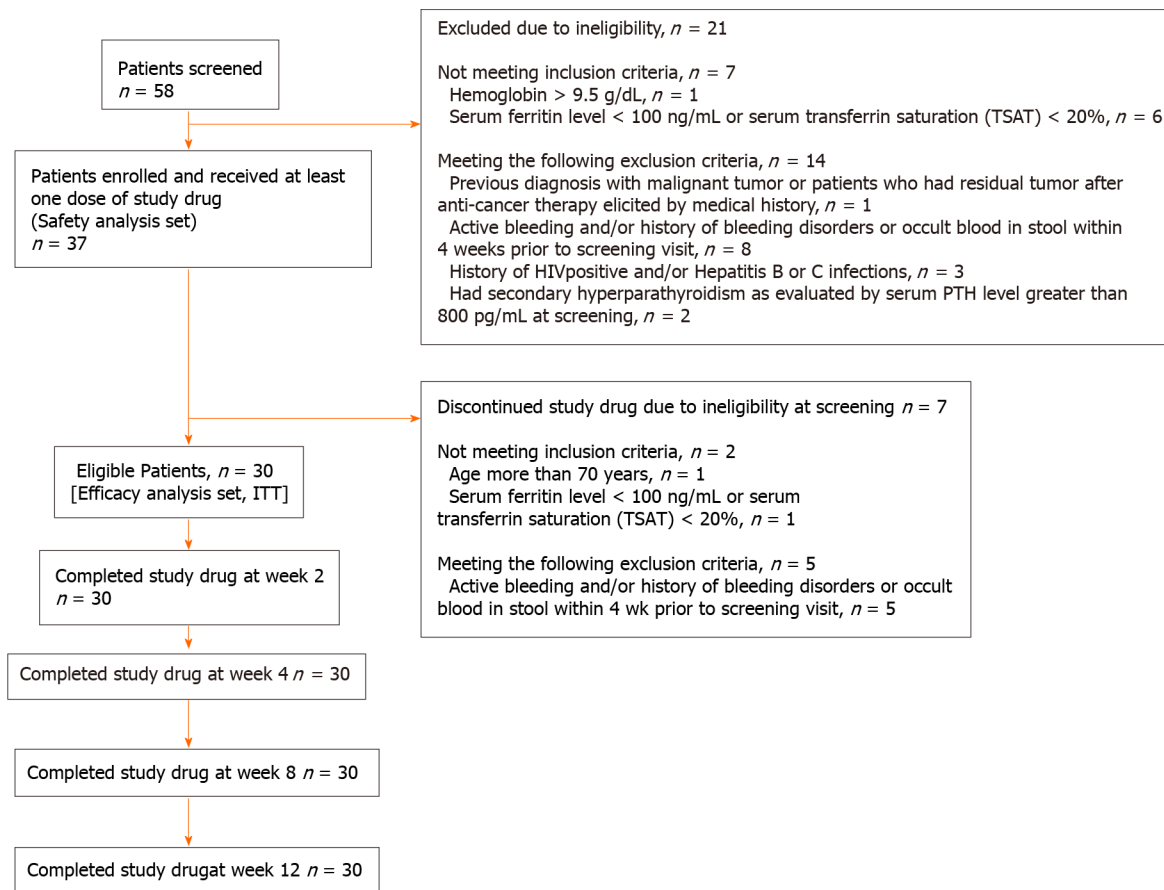 Patients screened
n = 58
Excluded due to ineligibility, n = 21
Not meeting inclusion criteria, n = 7
Hemoglobin > 9.5 g/dL, n = 1
Serum ferritin level < 100 ng/mL or serum transferrin saturation (TSAT) < 20%, n = 6
Meeting the following exclusion criteria, n = 14
Previous diagnosis with malignant tumor or patients who had residual tumor after
anti-cancer therapy elicited by medical history, n = 1
Active bleeding and/or history of bleeding disorders or occult blood in stool within
4 weeks prior to screening visit, n = 8
History of HIVpositive and/or Hepatitis B or C infections, n = 3
Had secondary hyperparathyroidism as evaluated by serum PTH level greater than
800 pg/mL at screening, n = 2
Patients enrolled and received at least
one dose of study drug
(Safety analysis set)
n = 37
Discontinued study drug due to ineligibility at screening n = 7
Not meeting inclusion criteria, n = 2
Age more than 70 years, n = 1
Serum ferritin level < 100 ng/mL or serum
transferrin saturation (TSAT) < 20%, n = 1
Meeting the following exclusion criteria, n = 5
Active bleeding and/or history of bleeding disorders or occult
blood in stool within 4 wk prior to screening visit, n = 5
Eligible Patients, n = 30
[Efficacy analysis set, ITT]
Completed study drug at week 2
n = 30
Completed study drug at week 4 n = 30
Completed study drug at week 8 n = 30
Completed study drugat week 12 n = 30